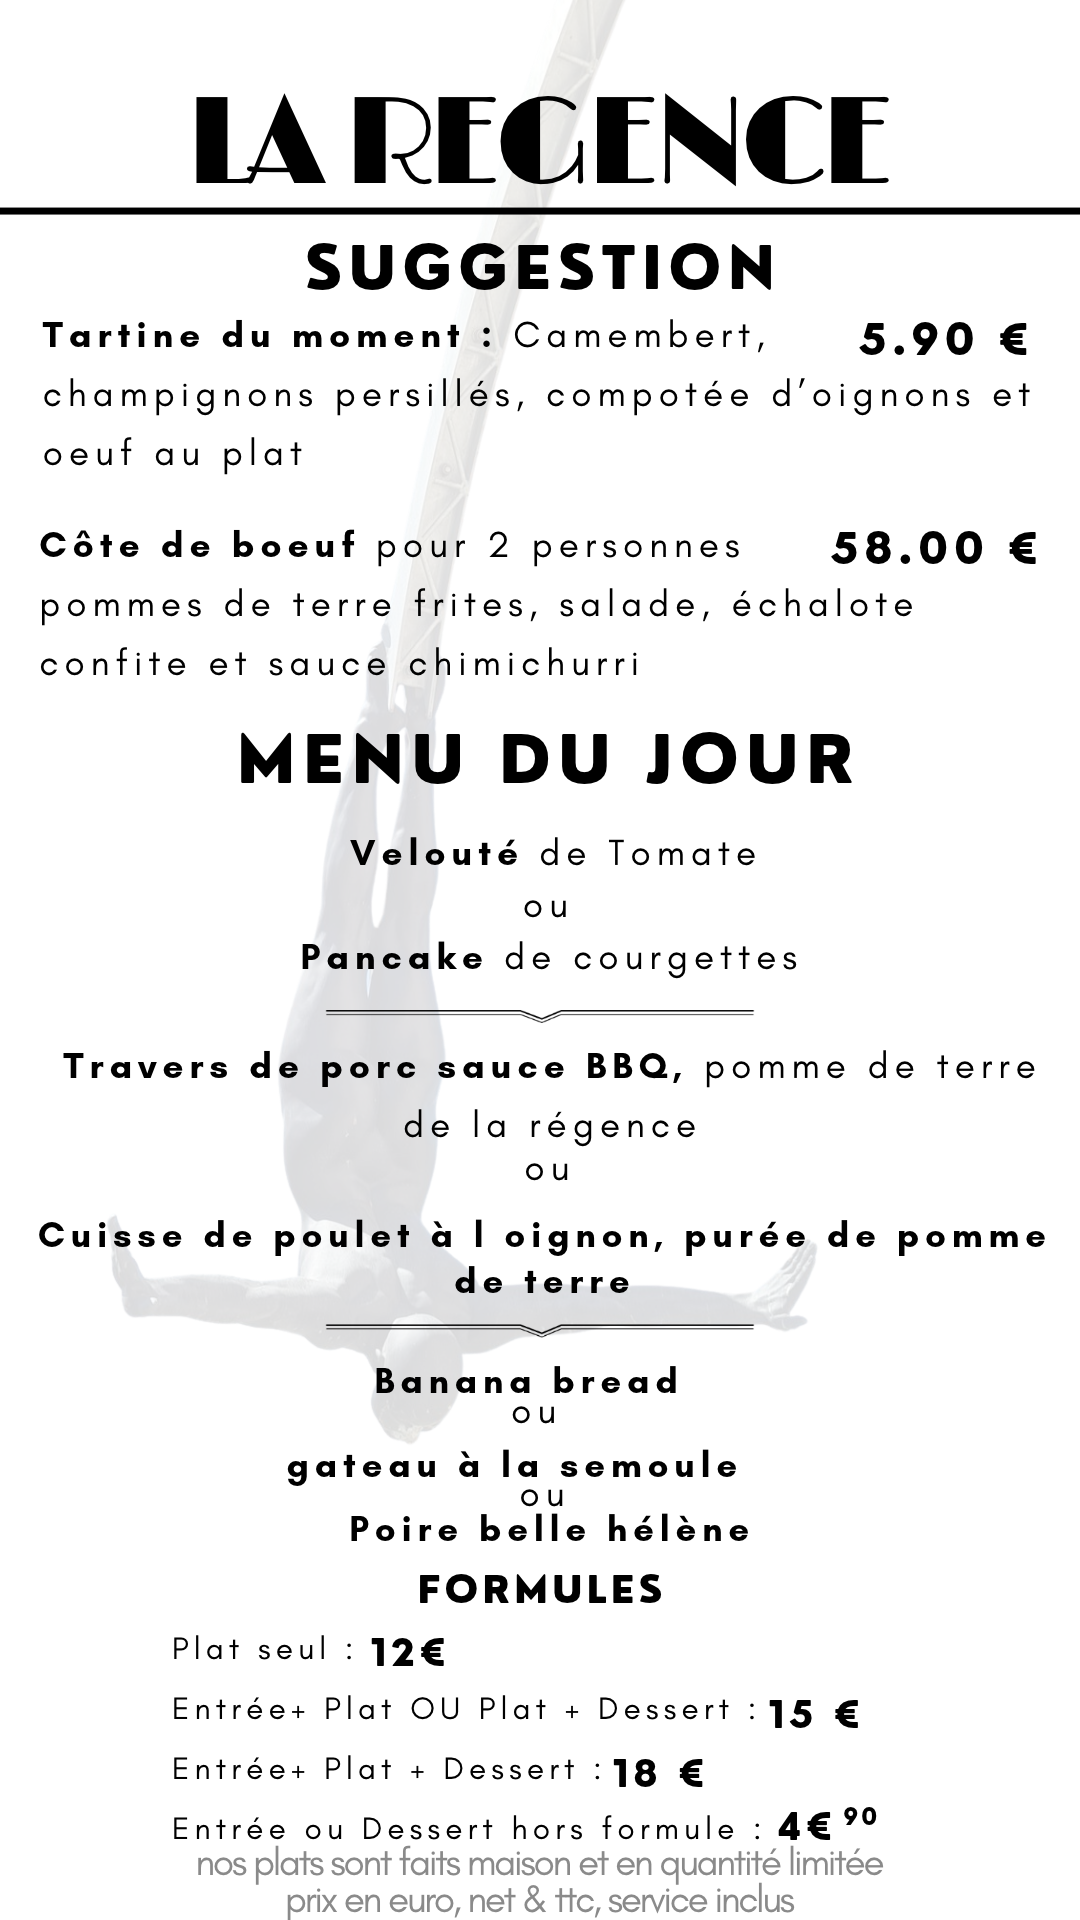 LA REGENCE
SUGGESTION
Tartine du moment : Camembert, 5.90 €
champignons persillés, compotée d’oignons et
oeuf au plat
Côte de boeuf pour 2 personnes 58.00 €
pommes de terre frites, salade, échalote
confite et sauce chimichurri
MENU DU JOUR
Velouté de Tomate
ou
Pancake de courgettes
Travers de porc sauce BBQ, pomme de terre
de la régence
ou
Cuisse de poulet à l oignon, purée de pomme
de terre
Banana bread
ou
gateau à la semoule
ou
Poire belle hélène
FORMULES
Plat seul : 12€
Entrée+ Plat OU Plat + Dessert : 15 €
Entrée+ Plat + Dessert : 18 €
Entrée ou Dessert hors formule : 4€ 90
nos plats sont faits maison et en quantité limitée
prix en euro, net & ttc, service inclus